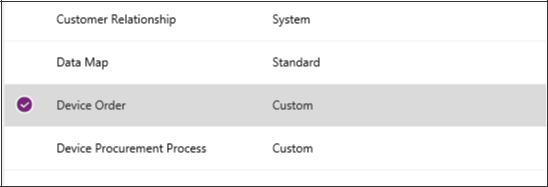 Customer Relationship System
Data Map Standard
Device Order Custom
Device Procurement Process Custom